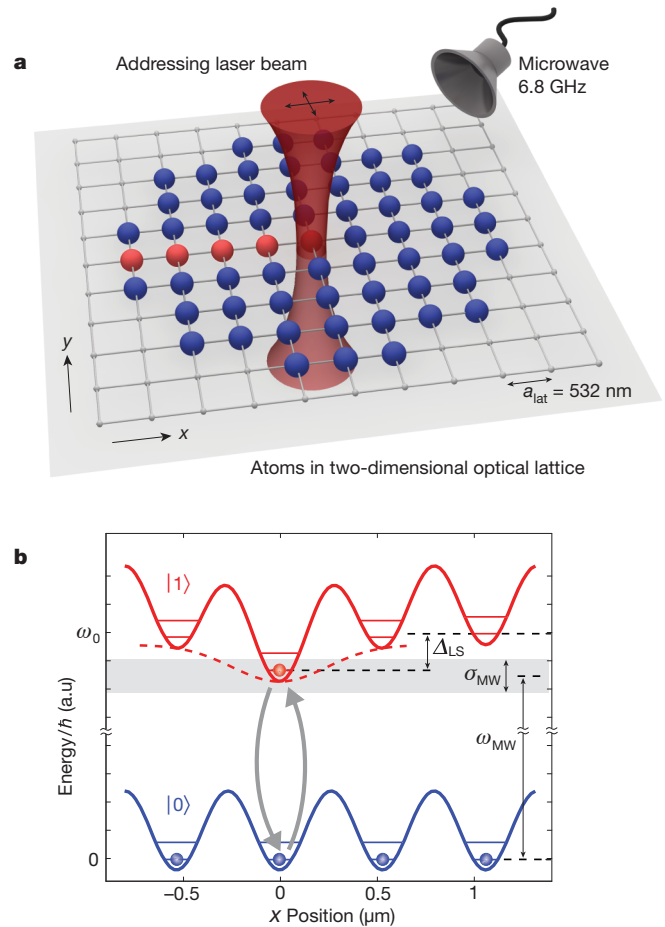 a
Addressing laser beam
Microwave
6.8 GHz
y
x
a_lat = 532 nm
Atoms in two-dimensional optical lattice
b
|1⟩
ω₀
Δ_LS
σ_MW
ω_MW
Energy/ħ (a.u)
|0⟩
0
−0.5 0 0.5 1
x Position (μm)